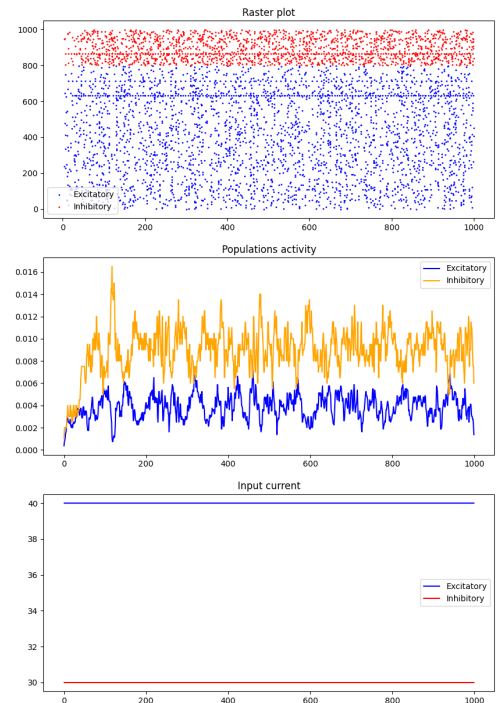 Raster plot
1000
800
600
400
200
0
Excitatory
Inhibitory
0 200 400 600 800 1000
Populations activity
0.016
0.014
0.012
0.010
0.008
0.006
0.004
0.002
0.000
Excitatory
Inhibitory
0 200 400 600 800 1000
Input current
40
38
36
34
32
30
Excitatory
Inhibitory
0 200 400 600 800 1000